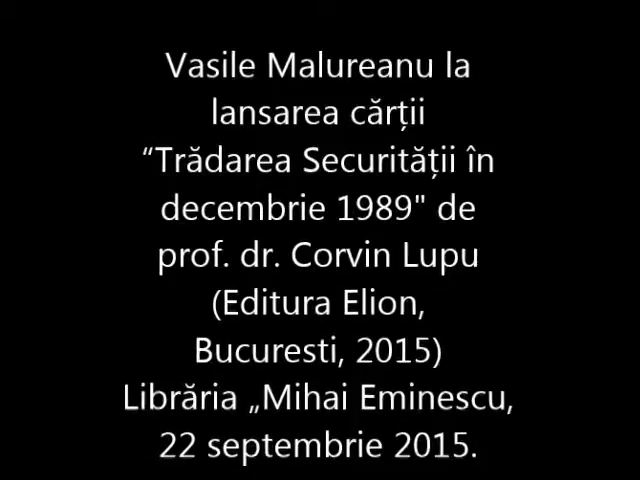 Vasile Malureanu la
lansarea cărții
“Trădarea Securității în
decembrie 1989" de
prof. dr. Corvin Lupu
(Editura Elion,
Bucuresti, 2015)
Librăria „Mihai Eminescu,
22 septembrie 2015.